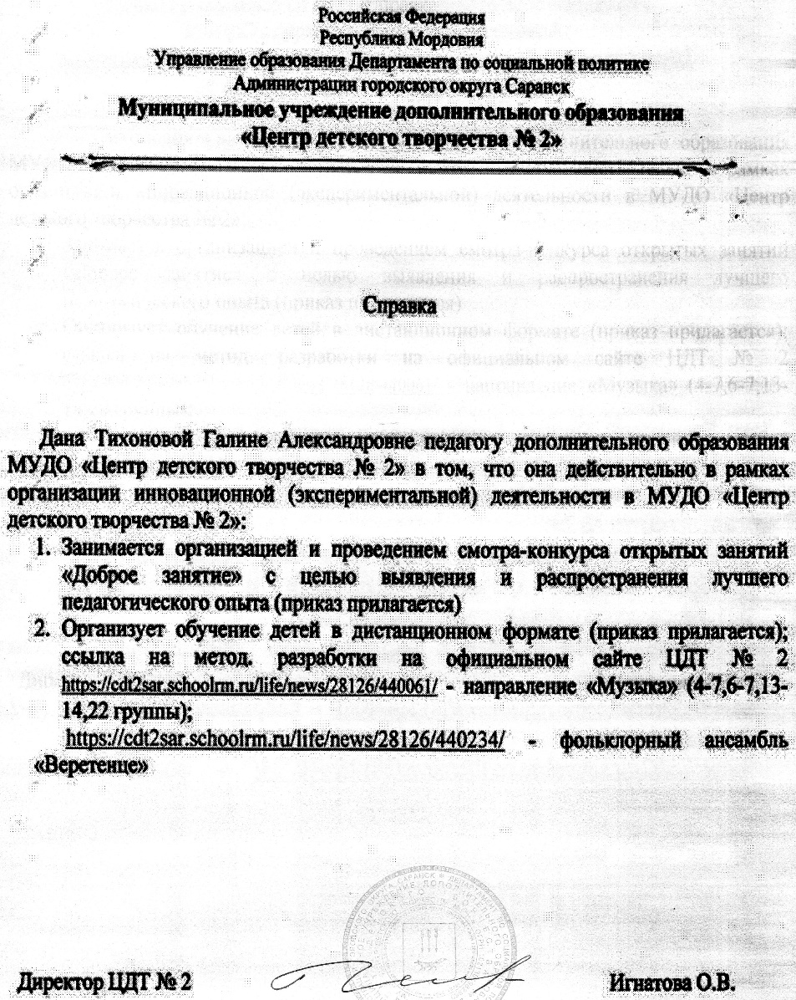 Российская Федерация
Республика Мордовия
Управление образования Департамента по социальной политике
Администрации городского округа Саранск
Муниципальное учреждение дополнительного образования
«Центр детского творчества № 2»
Справка
Дана Тихоновой Галине Александровне педагогу дополнительного образования
МУДО «Центр детского творчества № 2» в том, что она действительно в рамках
организации инновационной (экспериментальной) деятельности в МУДО «Центр
детского творчества № 2»:
1. Занимается организацией и проведением смотра-конкурса открытых занятий
«Доброе занятие» с целью выявления и распространения лучшего
педагогического опыта (приказ прилагается)
2. Организует обучение детей в дистанционном формате (приказ прилагается);
ссылка на метод. разработки на официальном сайте ЦДТ № 2
https://cdt2sar.schoolrm.ru/life/news/28126/440061/ - направление «Музыка» (4-7,6-7,13-
14,22 группы);
https://cdt2sar.schoolrm.ru/life/news/28126/440234/ - фольклорный ансамбль
«Веретенце»
Директор ЦДТ № 2
Игнатова О.В.